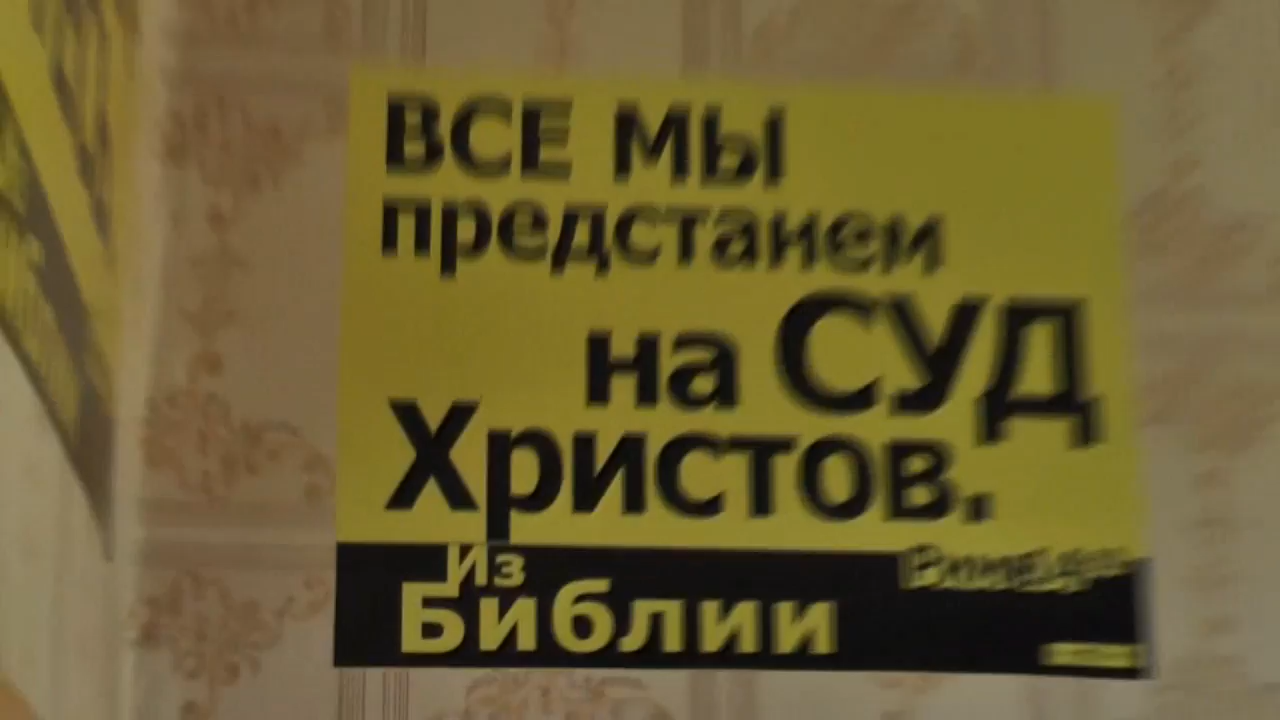 ВСЕ МЫ
предстанем
на СУД
Христов.
Из
Библии